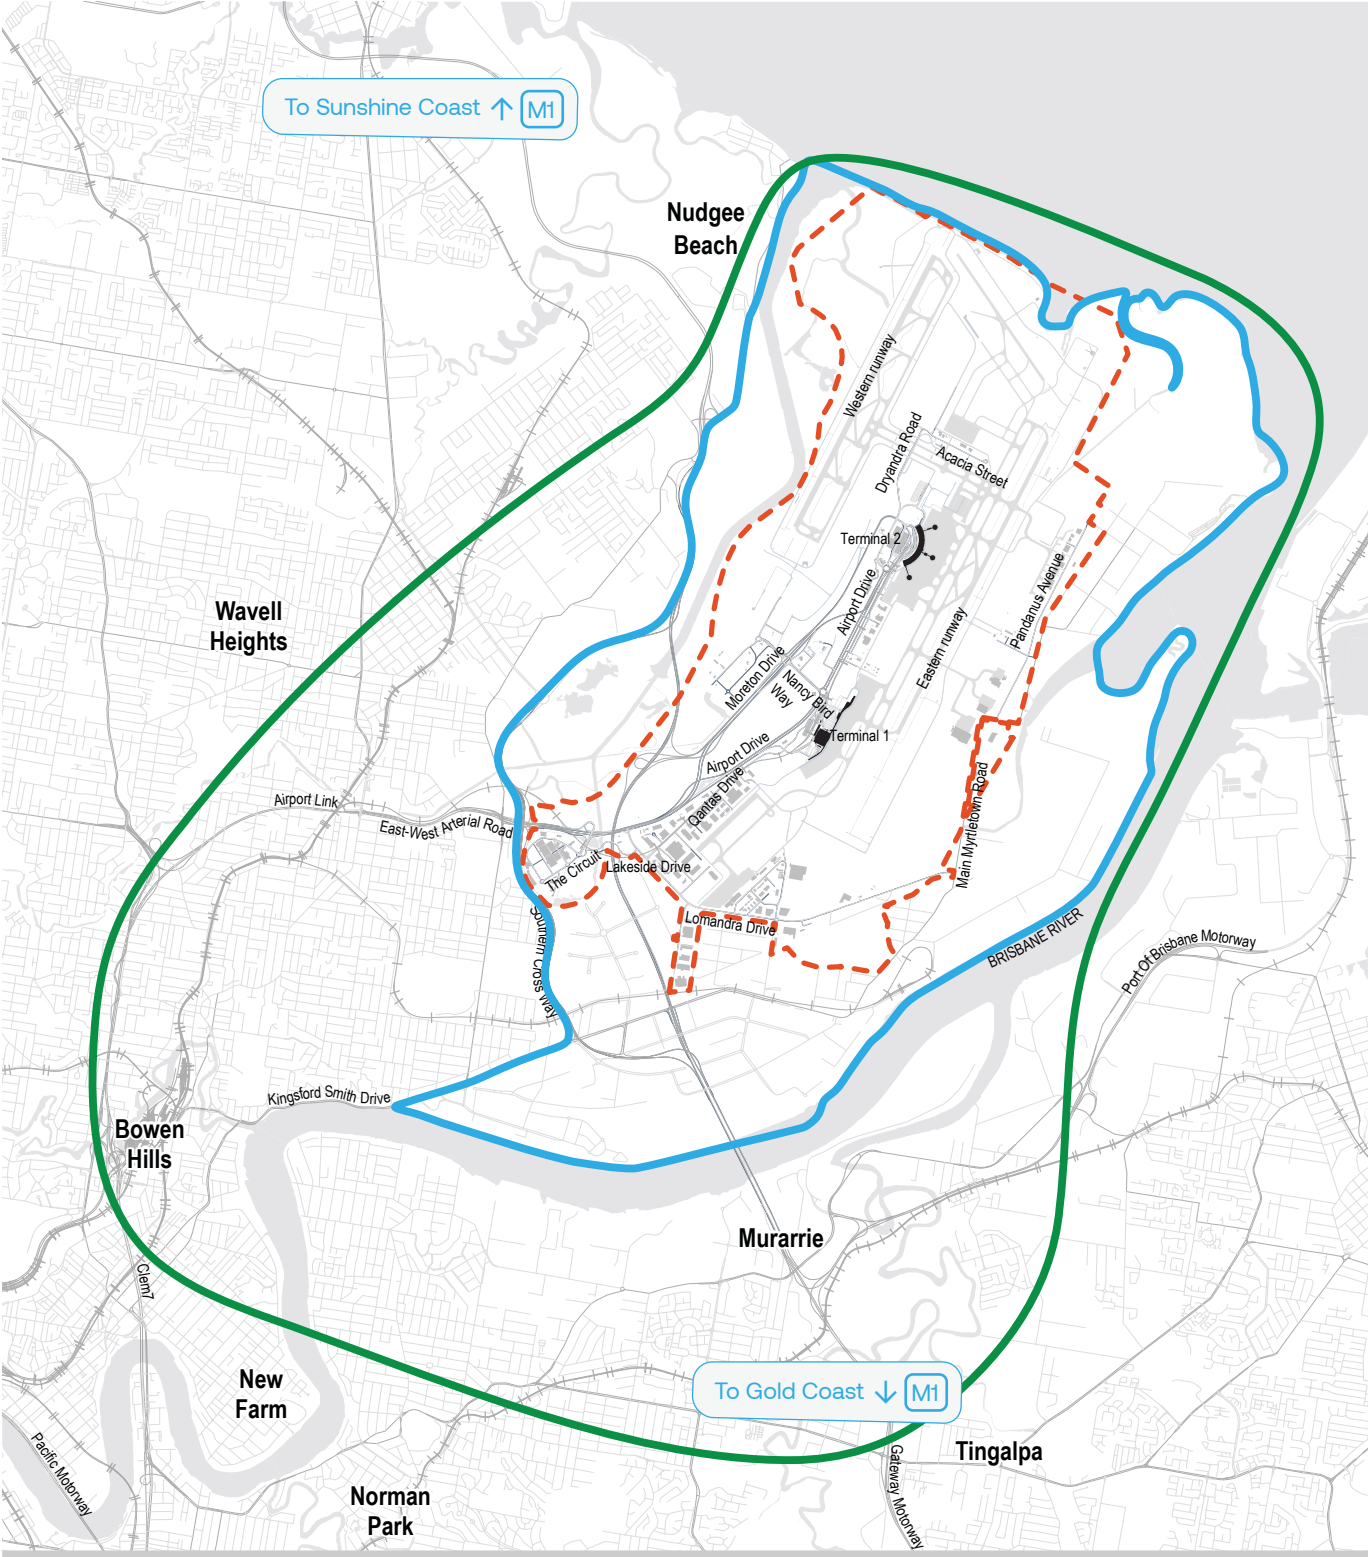 To Sunshine Coast ↑ M1
Nudgee
Beach
Western runway
Dryandra Road
Acacia Street
Terminal 2
Airport Drive
Pandanus Avenue
Eastern runway
Wavell
Heights
Moreton Drive
Nancy Bird
Way
Terminal 1
Airport Drive
Qantas Drive
Main Myrtletown Road
Airport Link
East-West Arterial Road
The Circuit
Lakeside Drive
Lomandra Drive
Southern Cross Way
BRISBANE RIVER
Port Of Brisbane Motorway
Kingsford Smith Drive
Bowen
Hills
Murarrie
Clem7
New
Farm
To Gold Coast ↓ M1
Tingalpa
Pacific Motorway
Gateway Motorway
Norman
Park